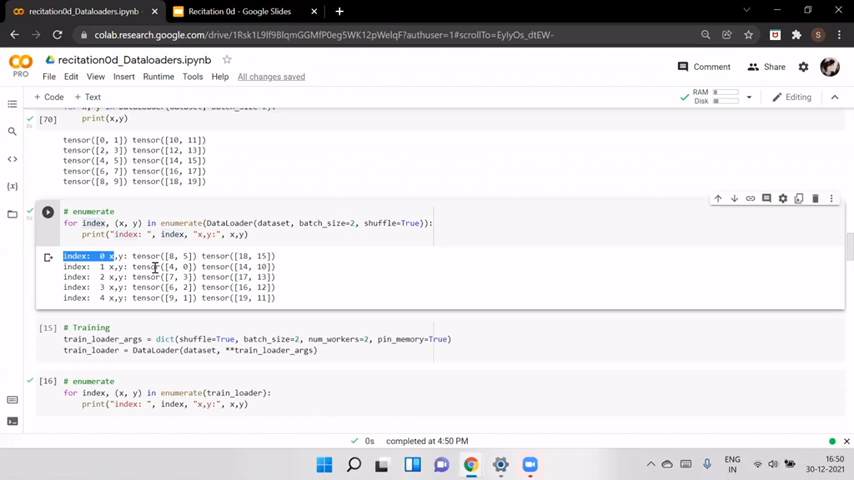 recitation0d_Dataloaders.ipynb -
Recitation 0d - Google Slides
colab.research.google.com/drive/1Rsk1L9lf9BlqmGGMfP0egS5WK12pWelqF?authuser=1#scrollTo=EyIyOs_dtEW-
PRO
recitation0d_Dataloaders.ipynb
File Edit View Insert Runtime Tools Help All changes saved
Comment
Share
+ Code + Text
RAM
Disk
Editing
[70]
print(x,y)
tensor([0, 1]) tensor([10, 11])
tensor([2, 3]) tensor([12, 13])
tensor([4, 5]) tensor([14, 15])
tensor([6, 7]) tensor([16, 17])
tensor([8, 9]) tensor([18, 19])
# enumerate
for index, (x, y) in enumerate(DataLoader(dataset, batch_size=2, shuffle=True)):
print("index: ", index, "x,y:", x,y)
index: 0 x,y: tensor([8, 5]) tensor([18, 15])
index: 1 x,y: tensor([4, 0]) tensor([14, 10])
index: 2 x,y: tensor([7, 3]) tensor([17, 13])
index: 3 x,y: tensor([6, 2]) tensor([16, 12])
index: 4 x,y: tensor([9, 1]) tensor([19, 11])
[15] # Training
train_loader_args = dict(shuffle=True, batch_size=2, num_workers=2, pin_memory=True)
train_loader = DataLoader(dataset, **train_loader_args)
[16] # enumerate
for index, (x, y) in enumerate(train_loader):
print("index: ", index, "x,y:", x,y)
0s completed at 4:50 PM
ENG
IN
16:50
30-12-2021